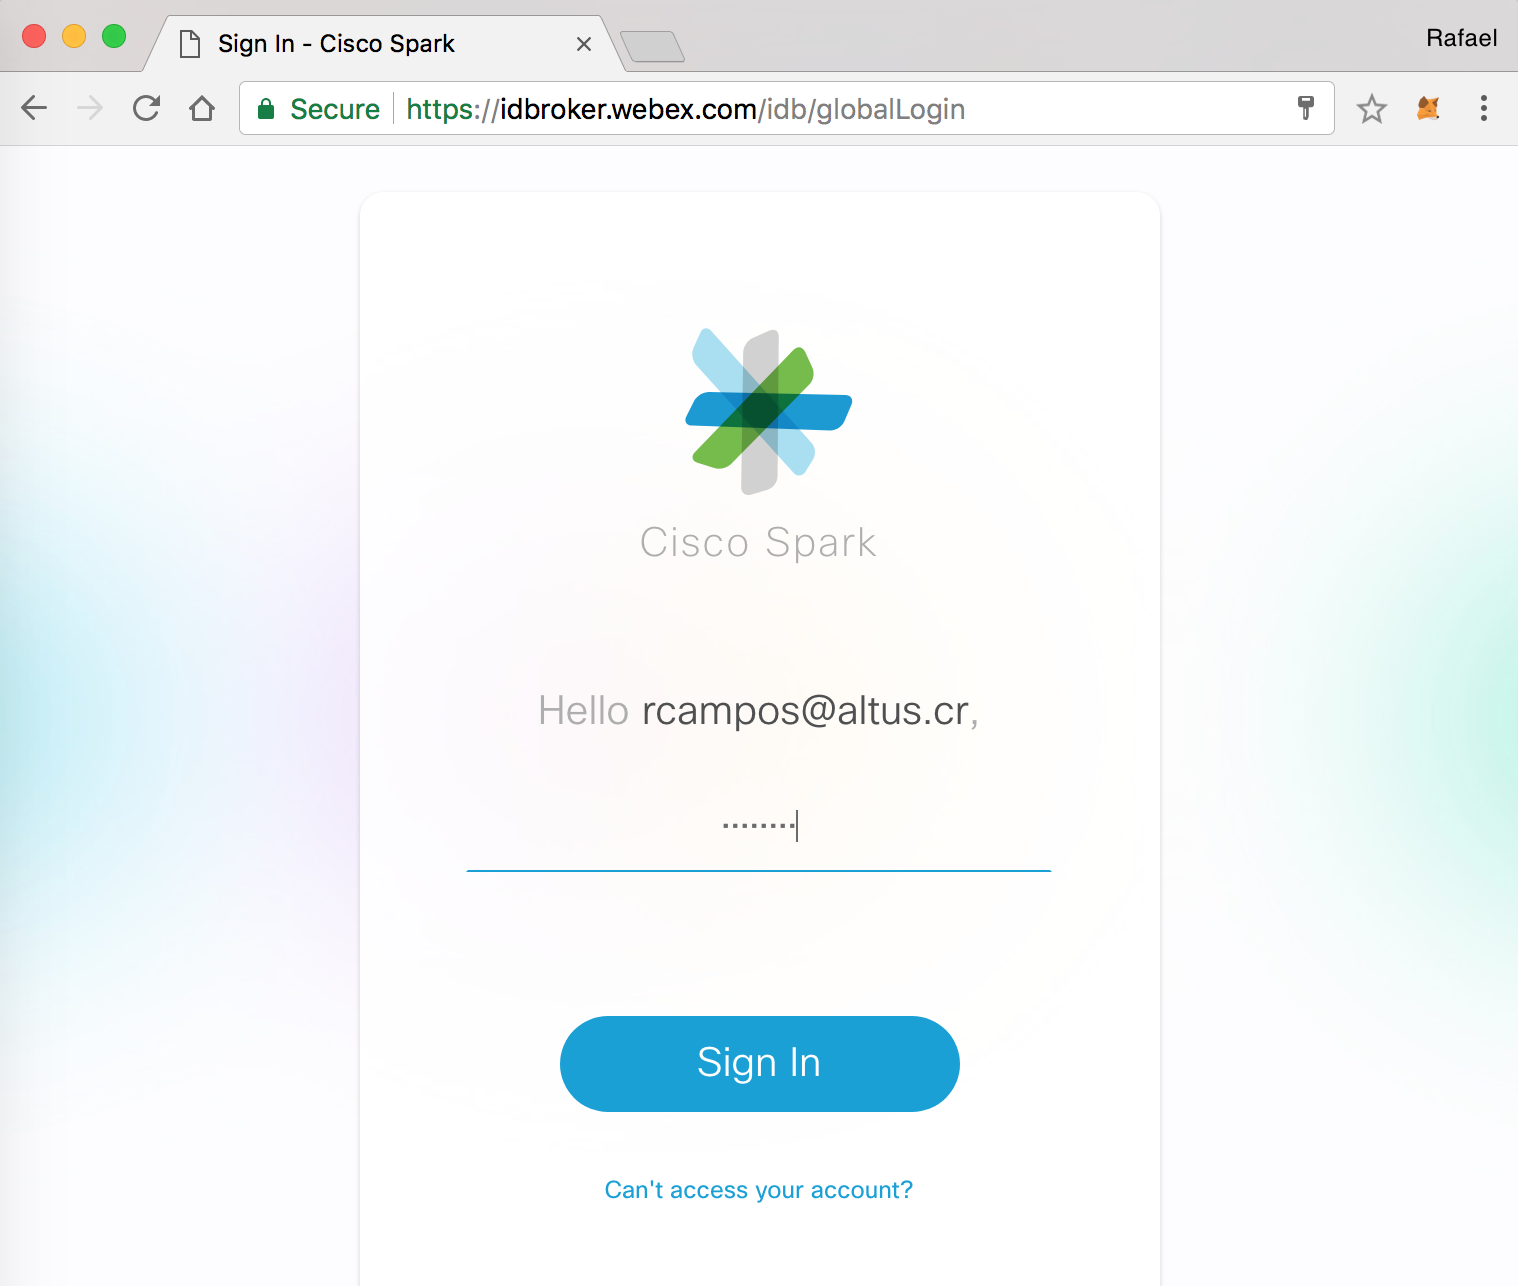 Sign In - Cisco Spark
Rafael
Secure https://idbroker.webex.com/idb/globalLogin
Cisco Spark
Hello rcampos@altus.cr,
........
Sign In
Can't access your account?